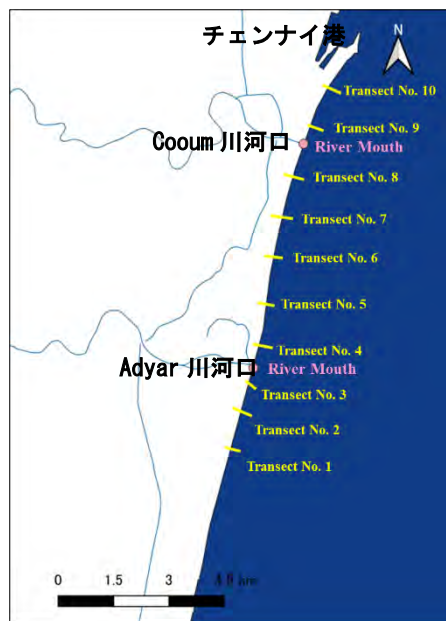 チェンナイ港
N
Transect No. 10
Transect No. 9
Cooum 川河口
River Mouth
Transect No. 8
Transect No. 7
Transect No. 6
Transect No. 5
Transect No. 4
Adyar 川河口
River Mouth
Transect No. 3
Transect No. 2
Transect No. 1
0 1.5 3